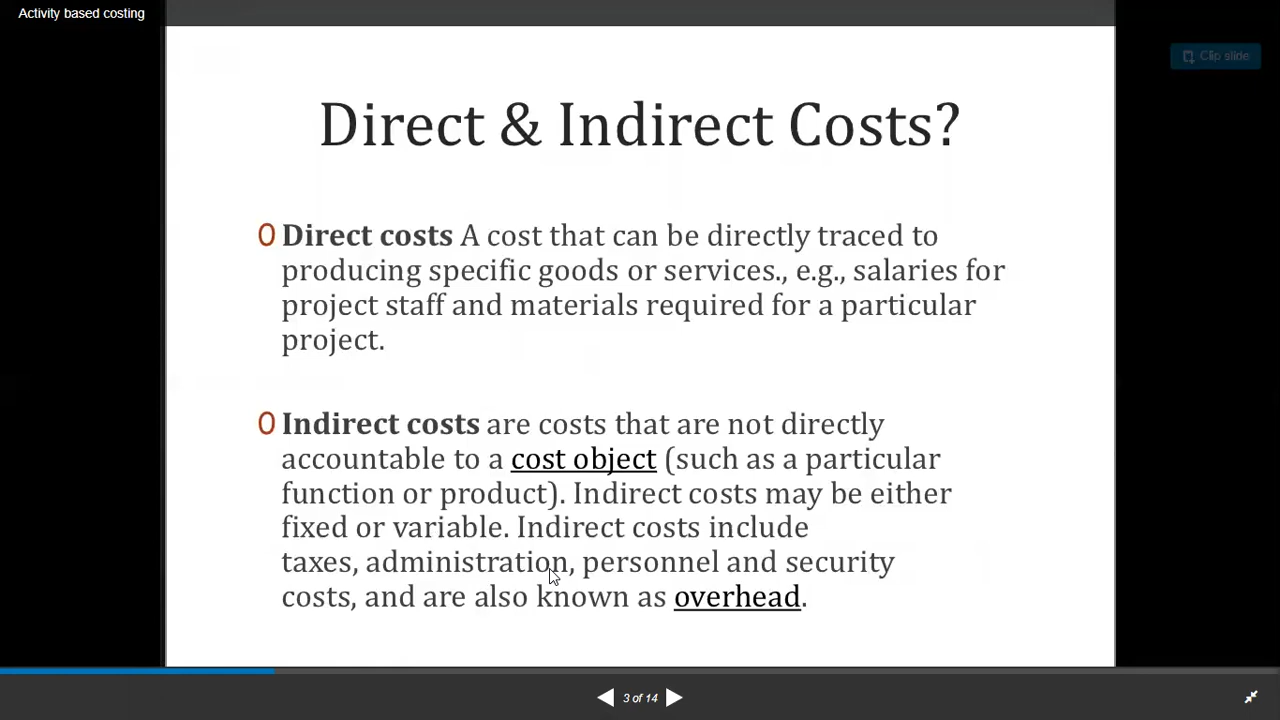 Activity based costing
Clip slide
Direct & Indirect Costs?
O Direct costs A cost that can be directly traced to
producing specific goods or services., e.g., salaries for
project staff and materials required for a particular
project.
O Indirect costs are costs that are not directly
accountable to a cost object (such as a particular
function or product). Indirect costs may be either
fixed or variable. Indirect costs include
taxes, administration, personnel and security
costs, and are also known as overhead.
3 of 14